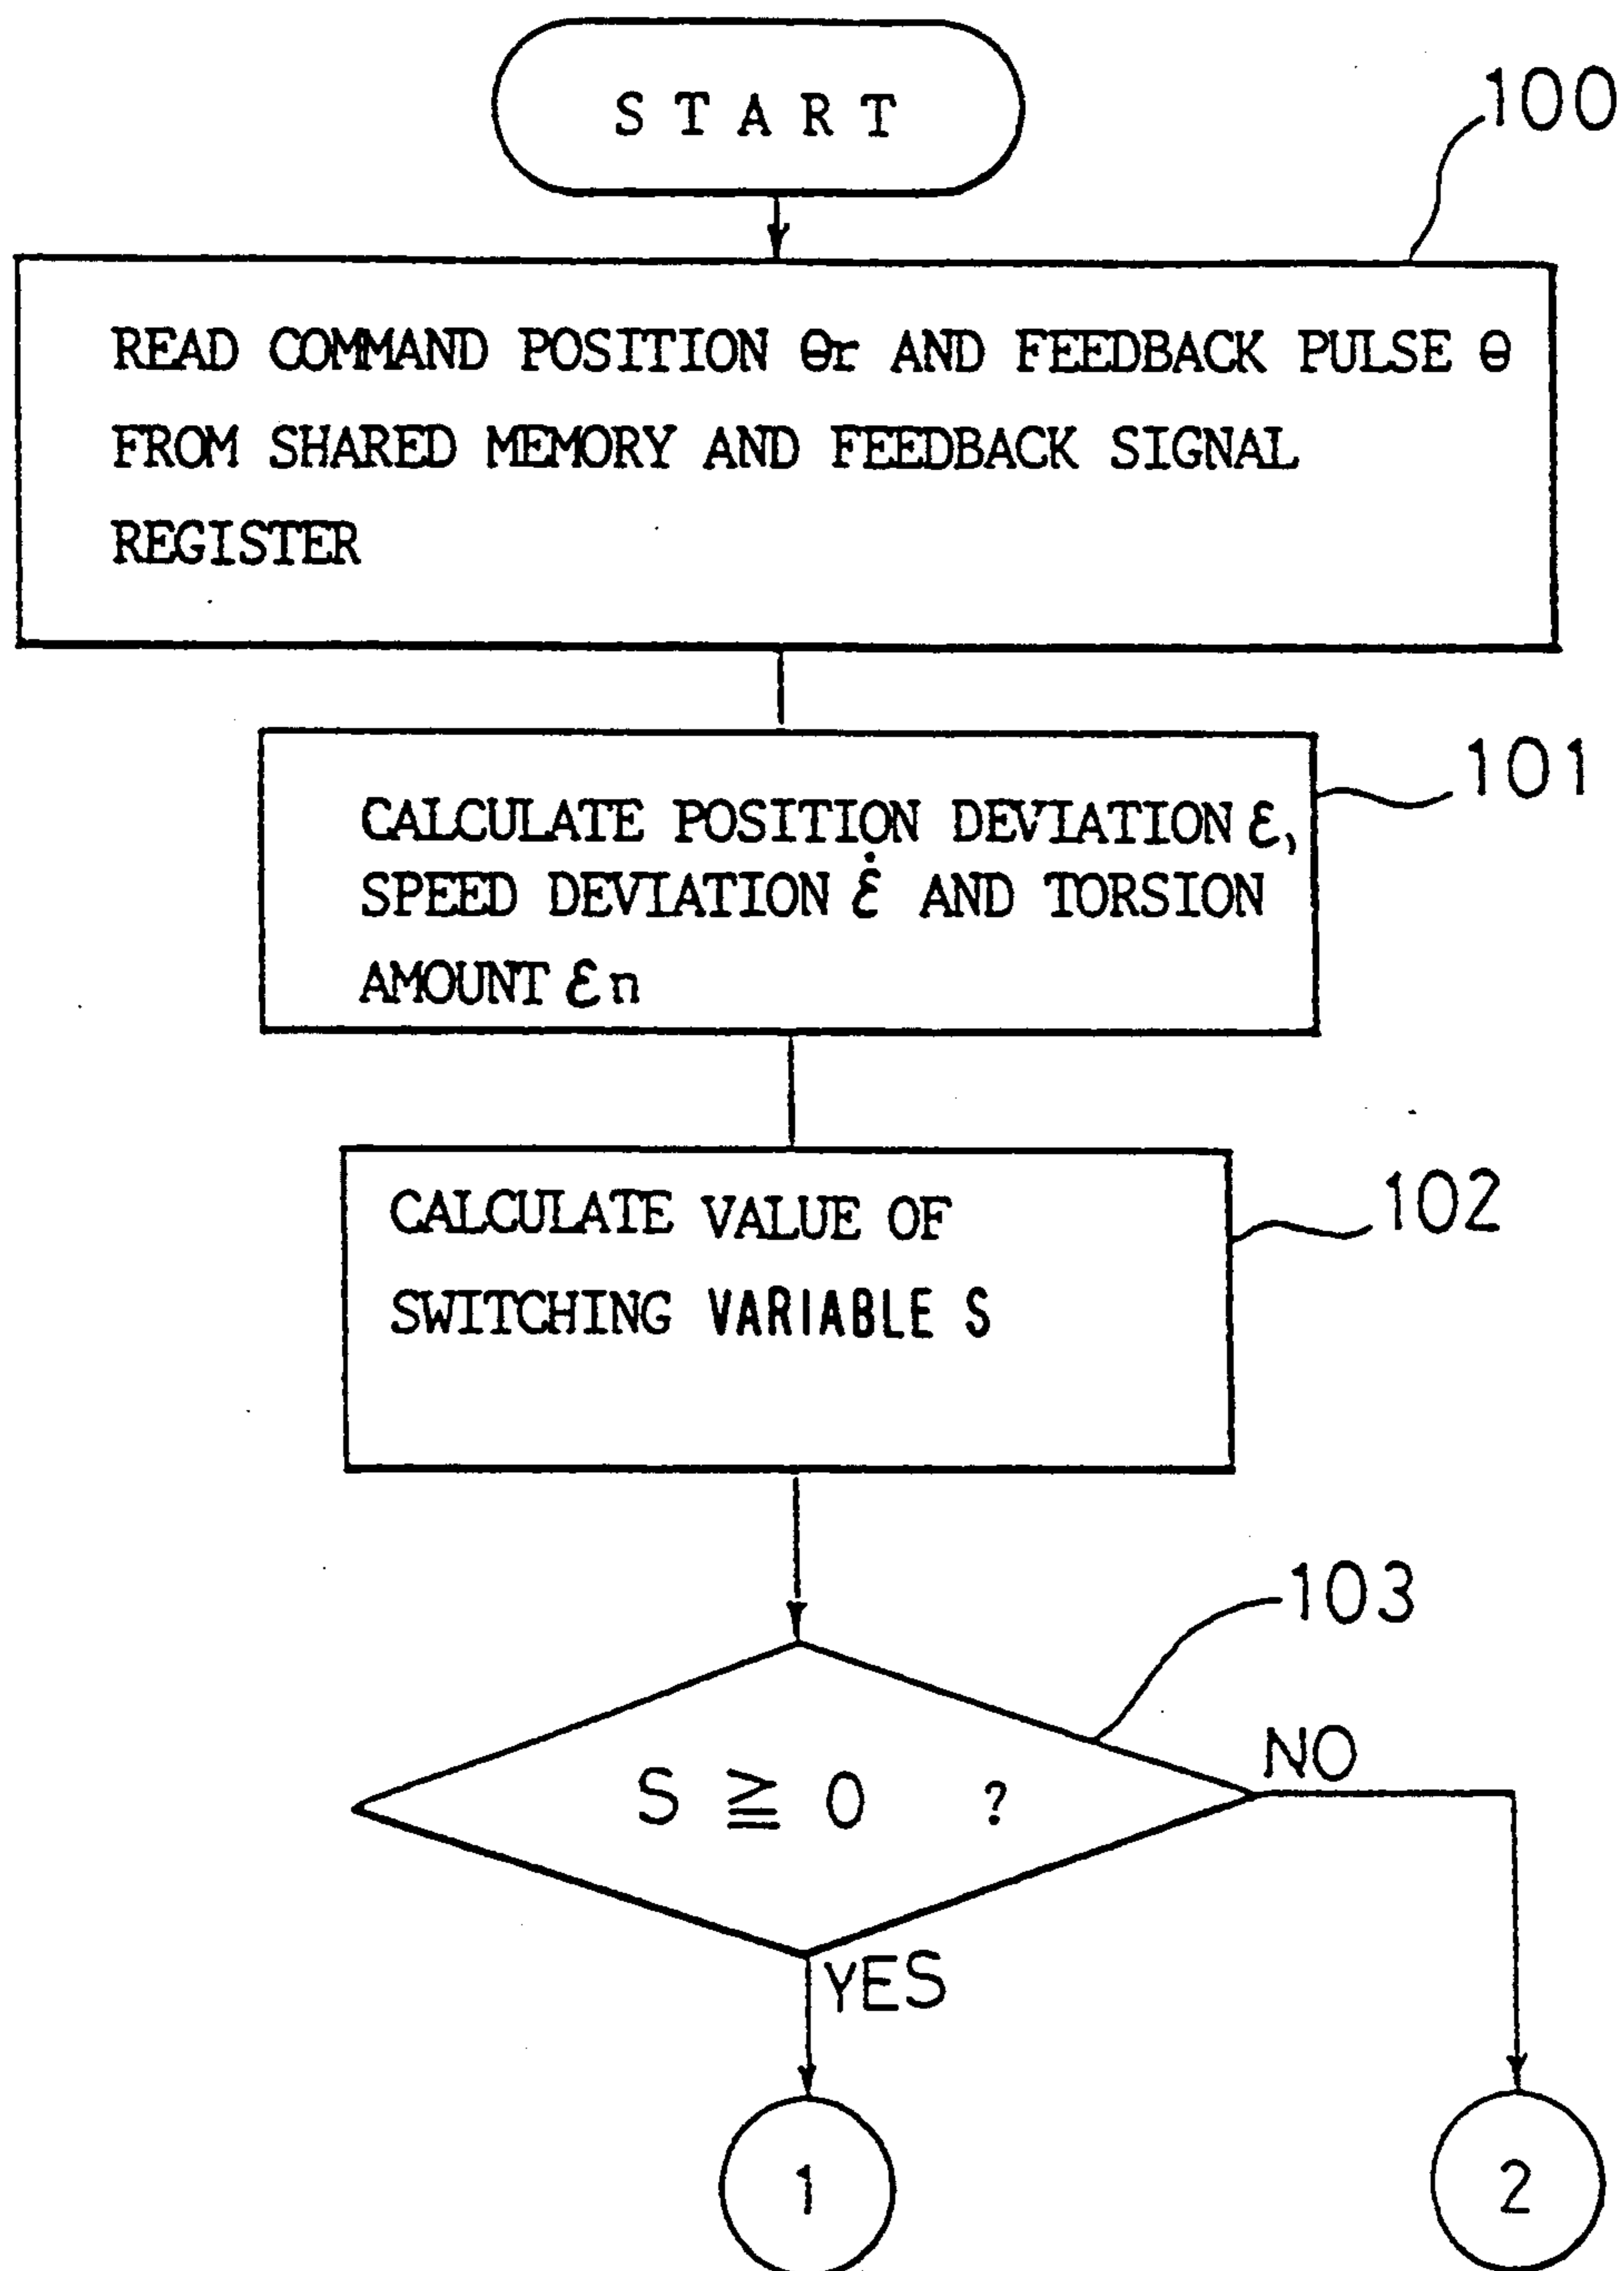 START
100
READ COMMAND POSITION θr AND FEEDBACK PULSE θ
FROM SHARED MEMORY AND FEEDBACK SIGNAL
REGISTER
101
CALCULATE POSITION DEVIATION ε,
SPEED DEVIATION ε̇ AND TORSION
AMOUNT εn
102
CALCULATE VALUE OF
SWITCHING VARIABLE S
103
S ≧ 0 ?
NO
YES
1
2